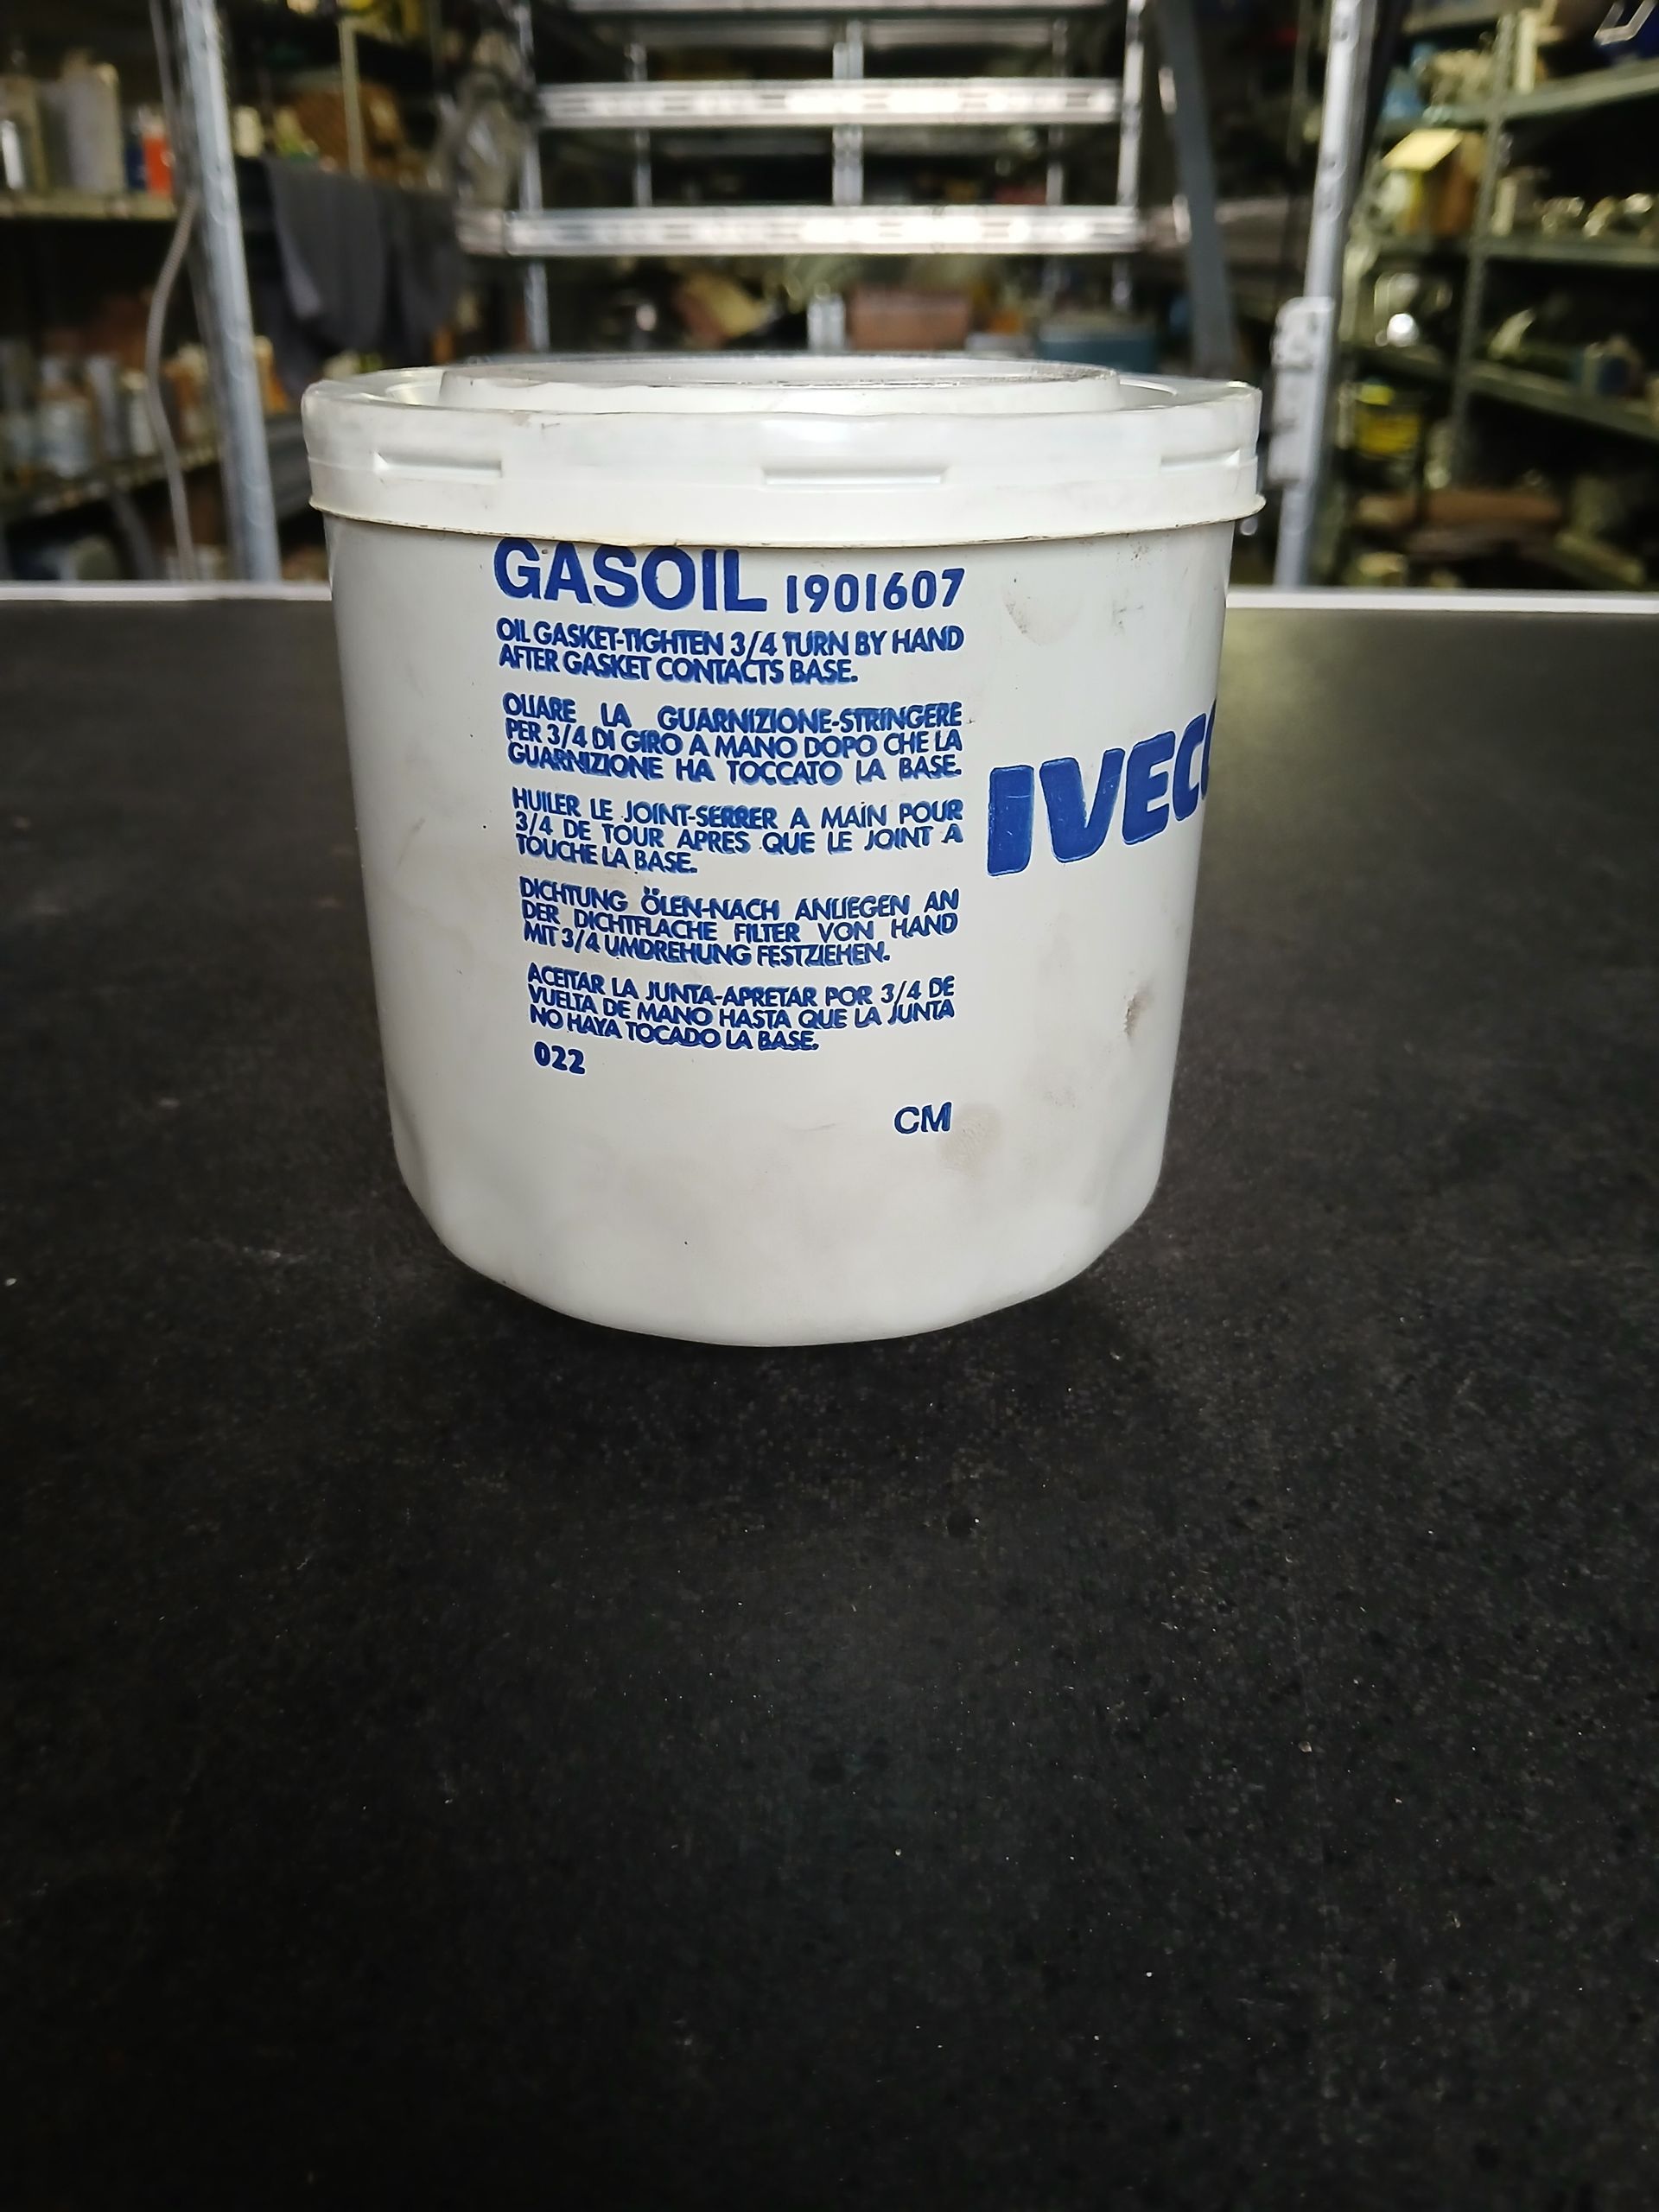 GASOIL 1901607
OIL GASKET-TIGHTEN 3/4 TURN BY HAND
AFTER GASKET CONTACTS BASE.
OLIARE LA GUARNIZIONE-STRINGERE
PER 3/4 DI GIRO A MANO DOPO CHE LA
GUARNIZIONE HA TOCCATO LA BASE.
HUILER LE JOINT-SERRER A MAIN POUR
3/4 DE TOUR APRES QUE LE JOINT A
TOUCHE LA BASE.
DICHTUNG ÖLEN-NACH ANLIEGEN AN
DER DICHTFLACHE FILTER VON HAND
MIT 3/4 UMDREHUNG FESTZIEHEN.
ACEITAR LA JUNTA-APRETAR POR 3/4 DE
VUELTA DE MANO HASTA QUE LA JUNTA
NO HAYA TOCADO LA BASE.
022
CM
IVECO